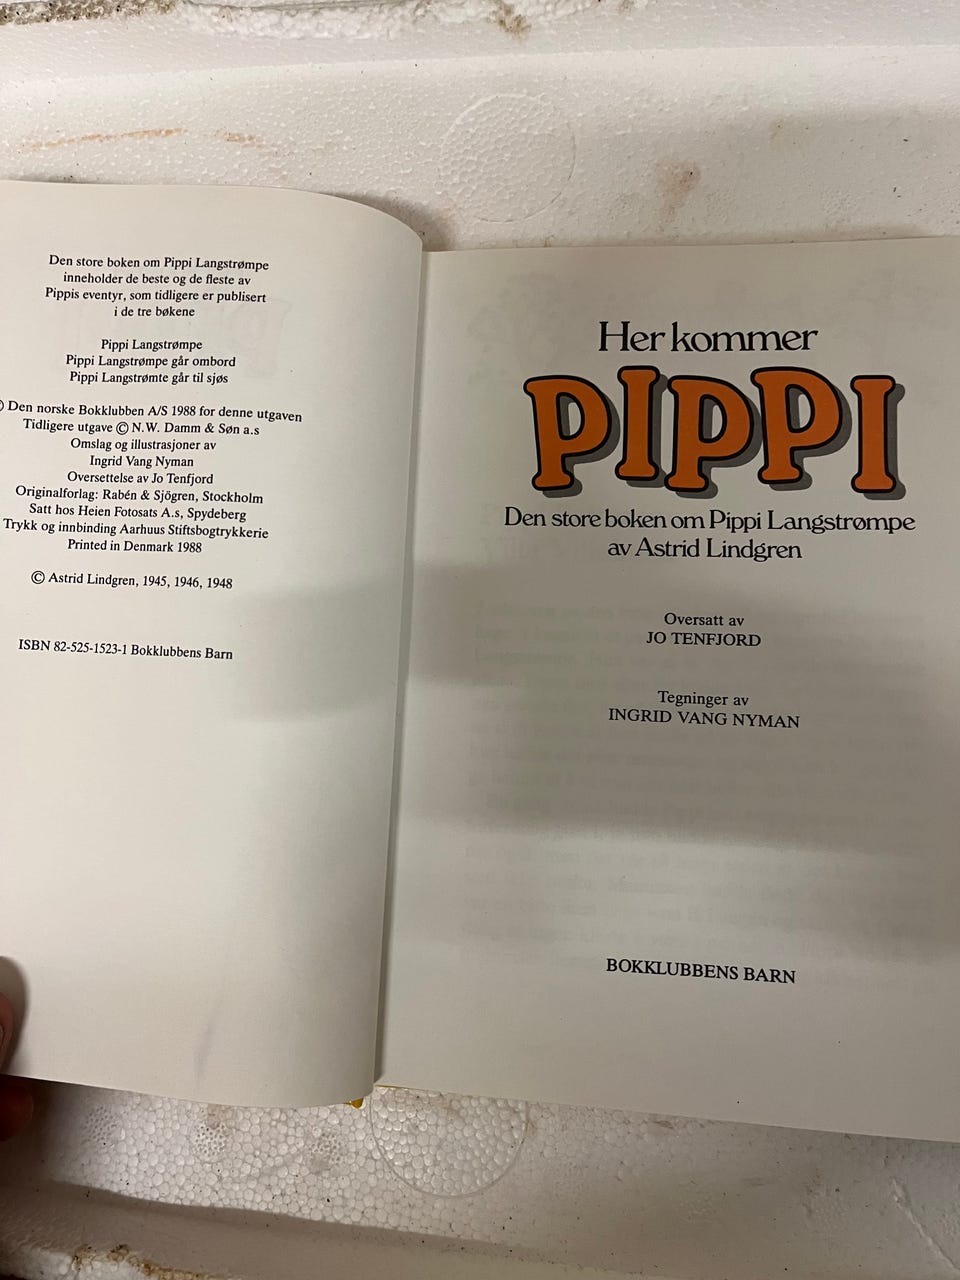 Den store boken om Pippi Langstrømpe
inneholder de beste og de fleste av
Pippis eventyr, som tidligere er publisert
i de tre bøkene
Pippi Langstrømpe
Pippi Langstrømpe går ombord
Pippi Langstrømte går til sjøs
© Den norske Bokklubben A/S 1988 for denne utgaven
Tidligere utgave © N.W. Damm & Søn a.s
Omslag og illustrasjoner av
Ingrid Vang Nyman
Oversettelse av Jo Tenfjord
Originalforlag: Rabén & Sjögren, Stockholm
Satt hos Heien Fotosats A.s, Spydeberg
Trykk og innbinding Aarhuus Stiftsbogtrykkerie
Printed in Denmark 1988
© Astrid Lindgren, 1945, 1946, 1948
ISBN 82-525-1523-1 Bokklubbens Barn
Her kommer
PIPPI
Den store boken om Pippi Langstrømpe
av Astrid Lindgren
Oversatt av
JO TENFJORD
Tegninger av
INGRID VANG NYMAN
BOKKLUBBENS BARN